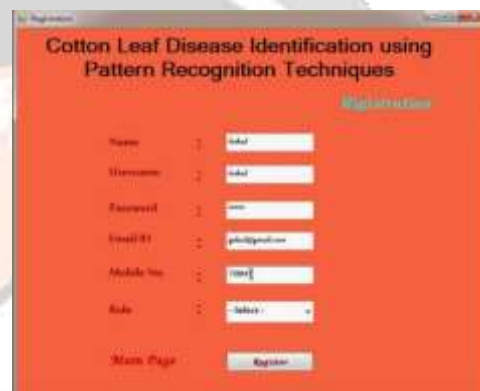 Registration
Cotton Leaf Disease Identification using
Pattern Recognition Techniques
Registration
Name :
Username :
Password :
Email ID :
Mobile No :
Role : --Select--
Main Page Register